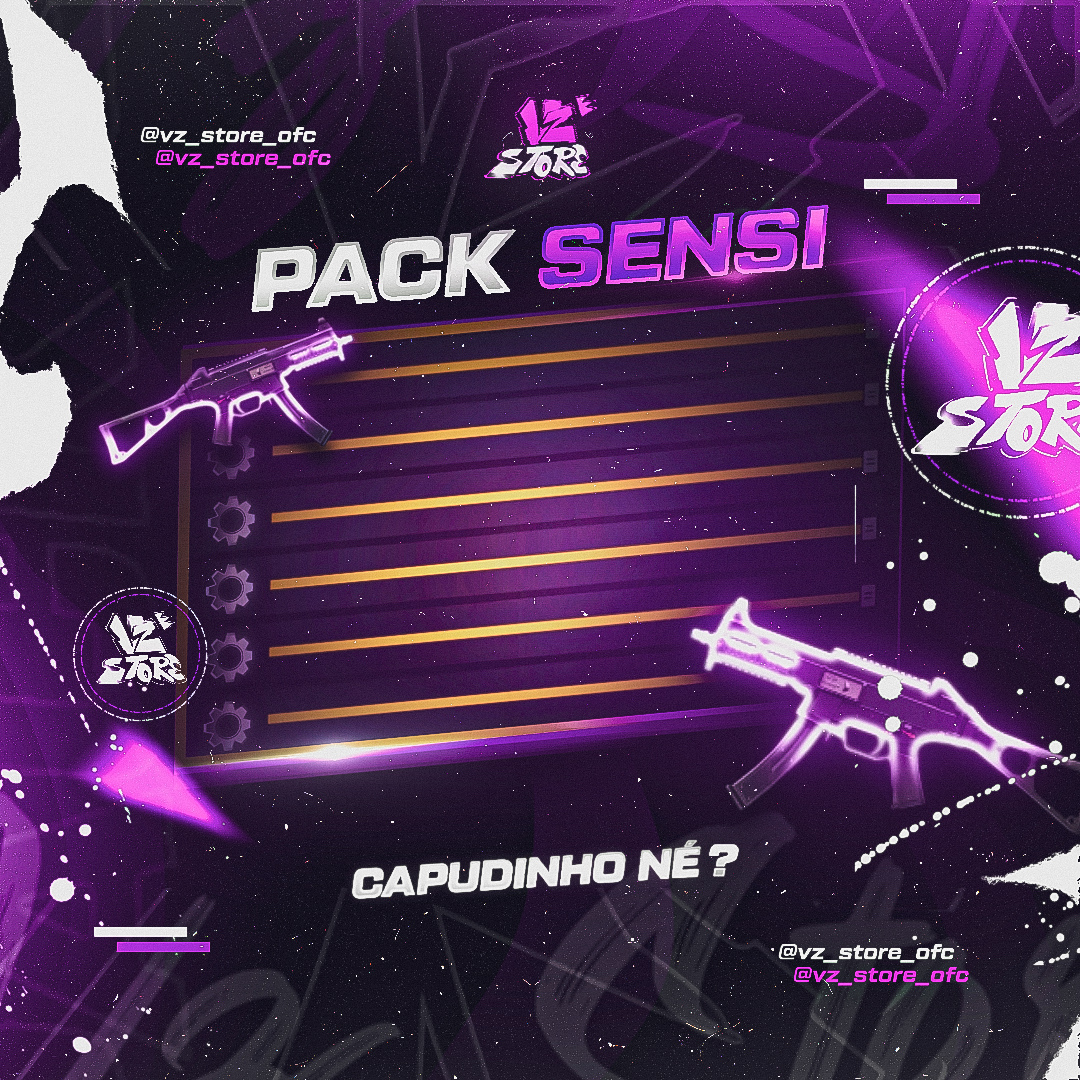 @vz_store_ofc
@vz_store_ofc
VZ
STORE
PACK SENSI
VZ
STORE
VZ
STORE
CAPUDINHO NÉ ?
@vz_store_ofc
@vz_store_ofc